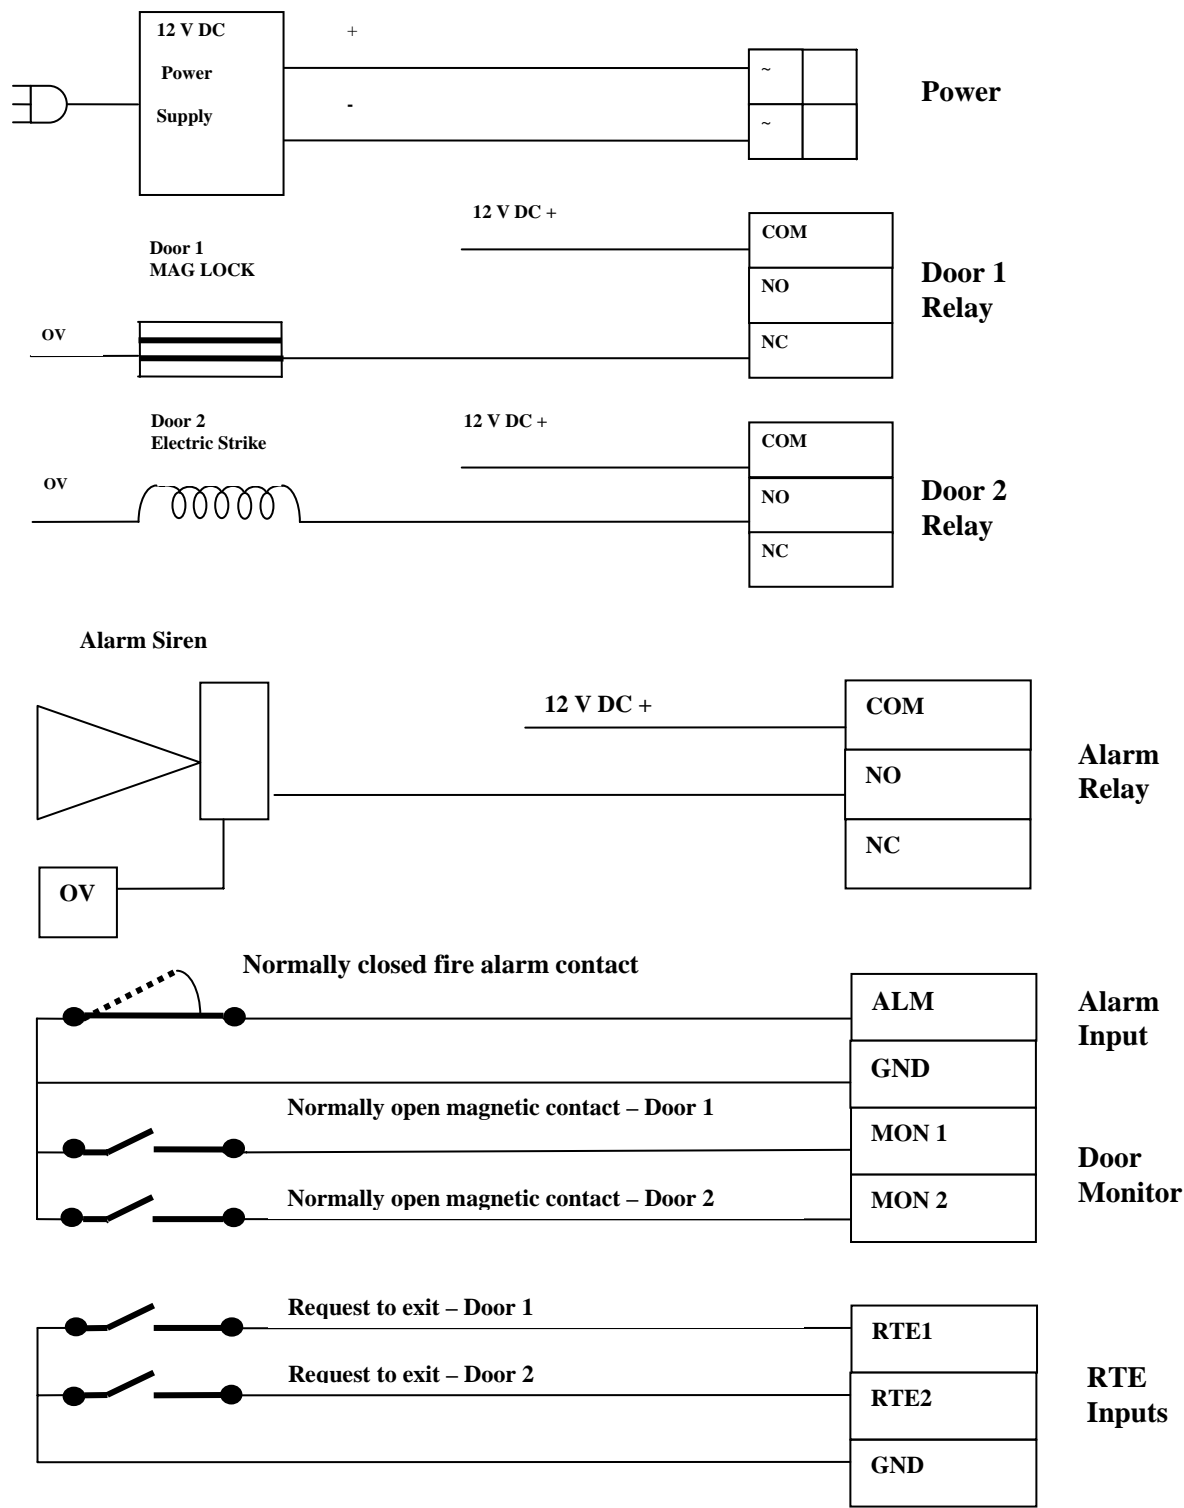 12 V DC
+
Power
-
Supply
~
~
Power
12 V DC +
Door 1
MAG LOCK
OV
COM
NO
NC
Door 1
Relay
Door 2
Electric Strike
12 V DC +
OV
COM
NO
NC
Door 2
Relay
Alarm Siren
12 V DC +
OV
COM
NO
NC
Alarm
Relay
Normally closed fire alarm contact
ALM
Alarm
Input
GND
Normally open magnetic contact – Door 1
MON 1
Normally open magnetic contact – Door 2
MON 2
Door
Monitor
Request to exit – Door 1
RTE1
Request to exit – Door 2
RTE2
GND
RTE
Inputs